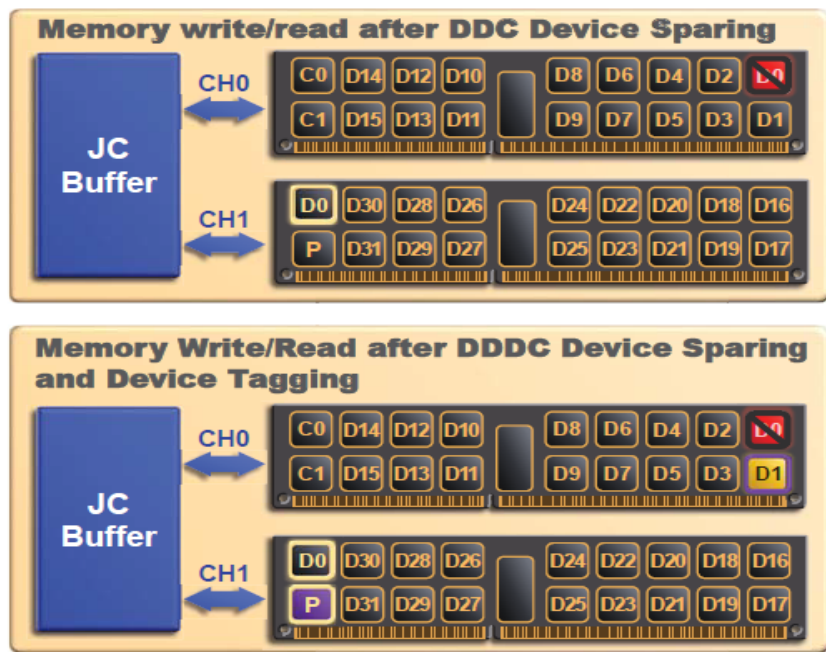 Memory write/read after DDC Device Sparing
JC
Buffer
CH0
C0 D14 D12 D10 D8 D6 D4 D2 D0
C1 D15 D13 D11 D9 D7 D5 D3 D1
CH1
D0 D30 D28 D26 D24 D22 D20 D18 D16
P D31 D29 D27 D25 D23 D21 D19 D17
Memory Write/Read after DDDC Device Sparing
and Device Tagging
JC
Buffer
CH0
C0 D14 D12 D10 D8 D6 D4 D2 D0
C1 D15 D13 D11 D9 D7 D5 D3 D1
CH1
D0 D30 D28 D26 D24 D22 D20 D18 D16
P D31 D29 D27 D25 D23 D21 D19 D17